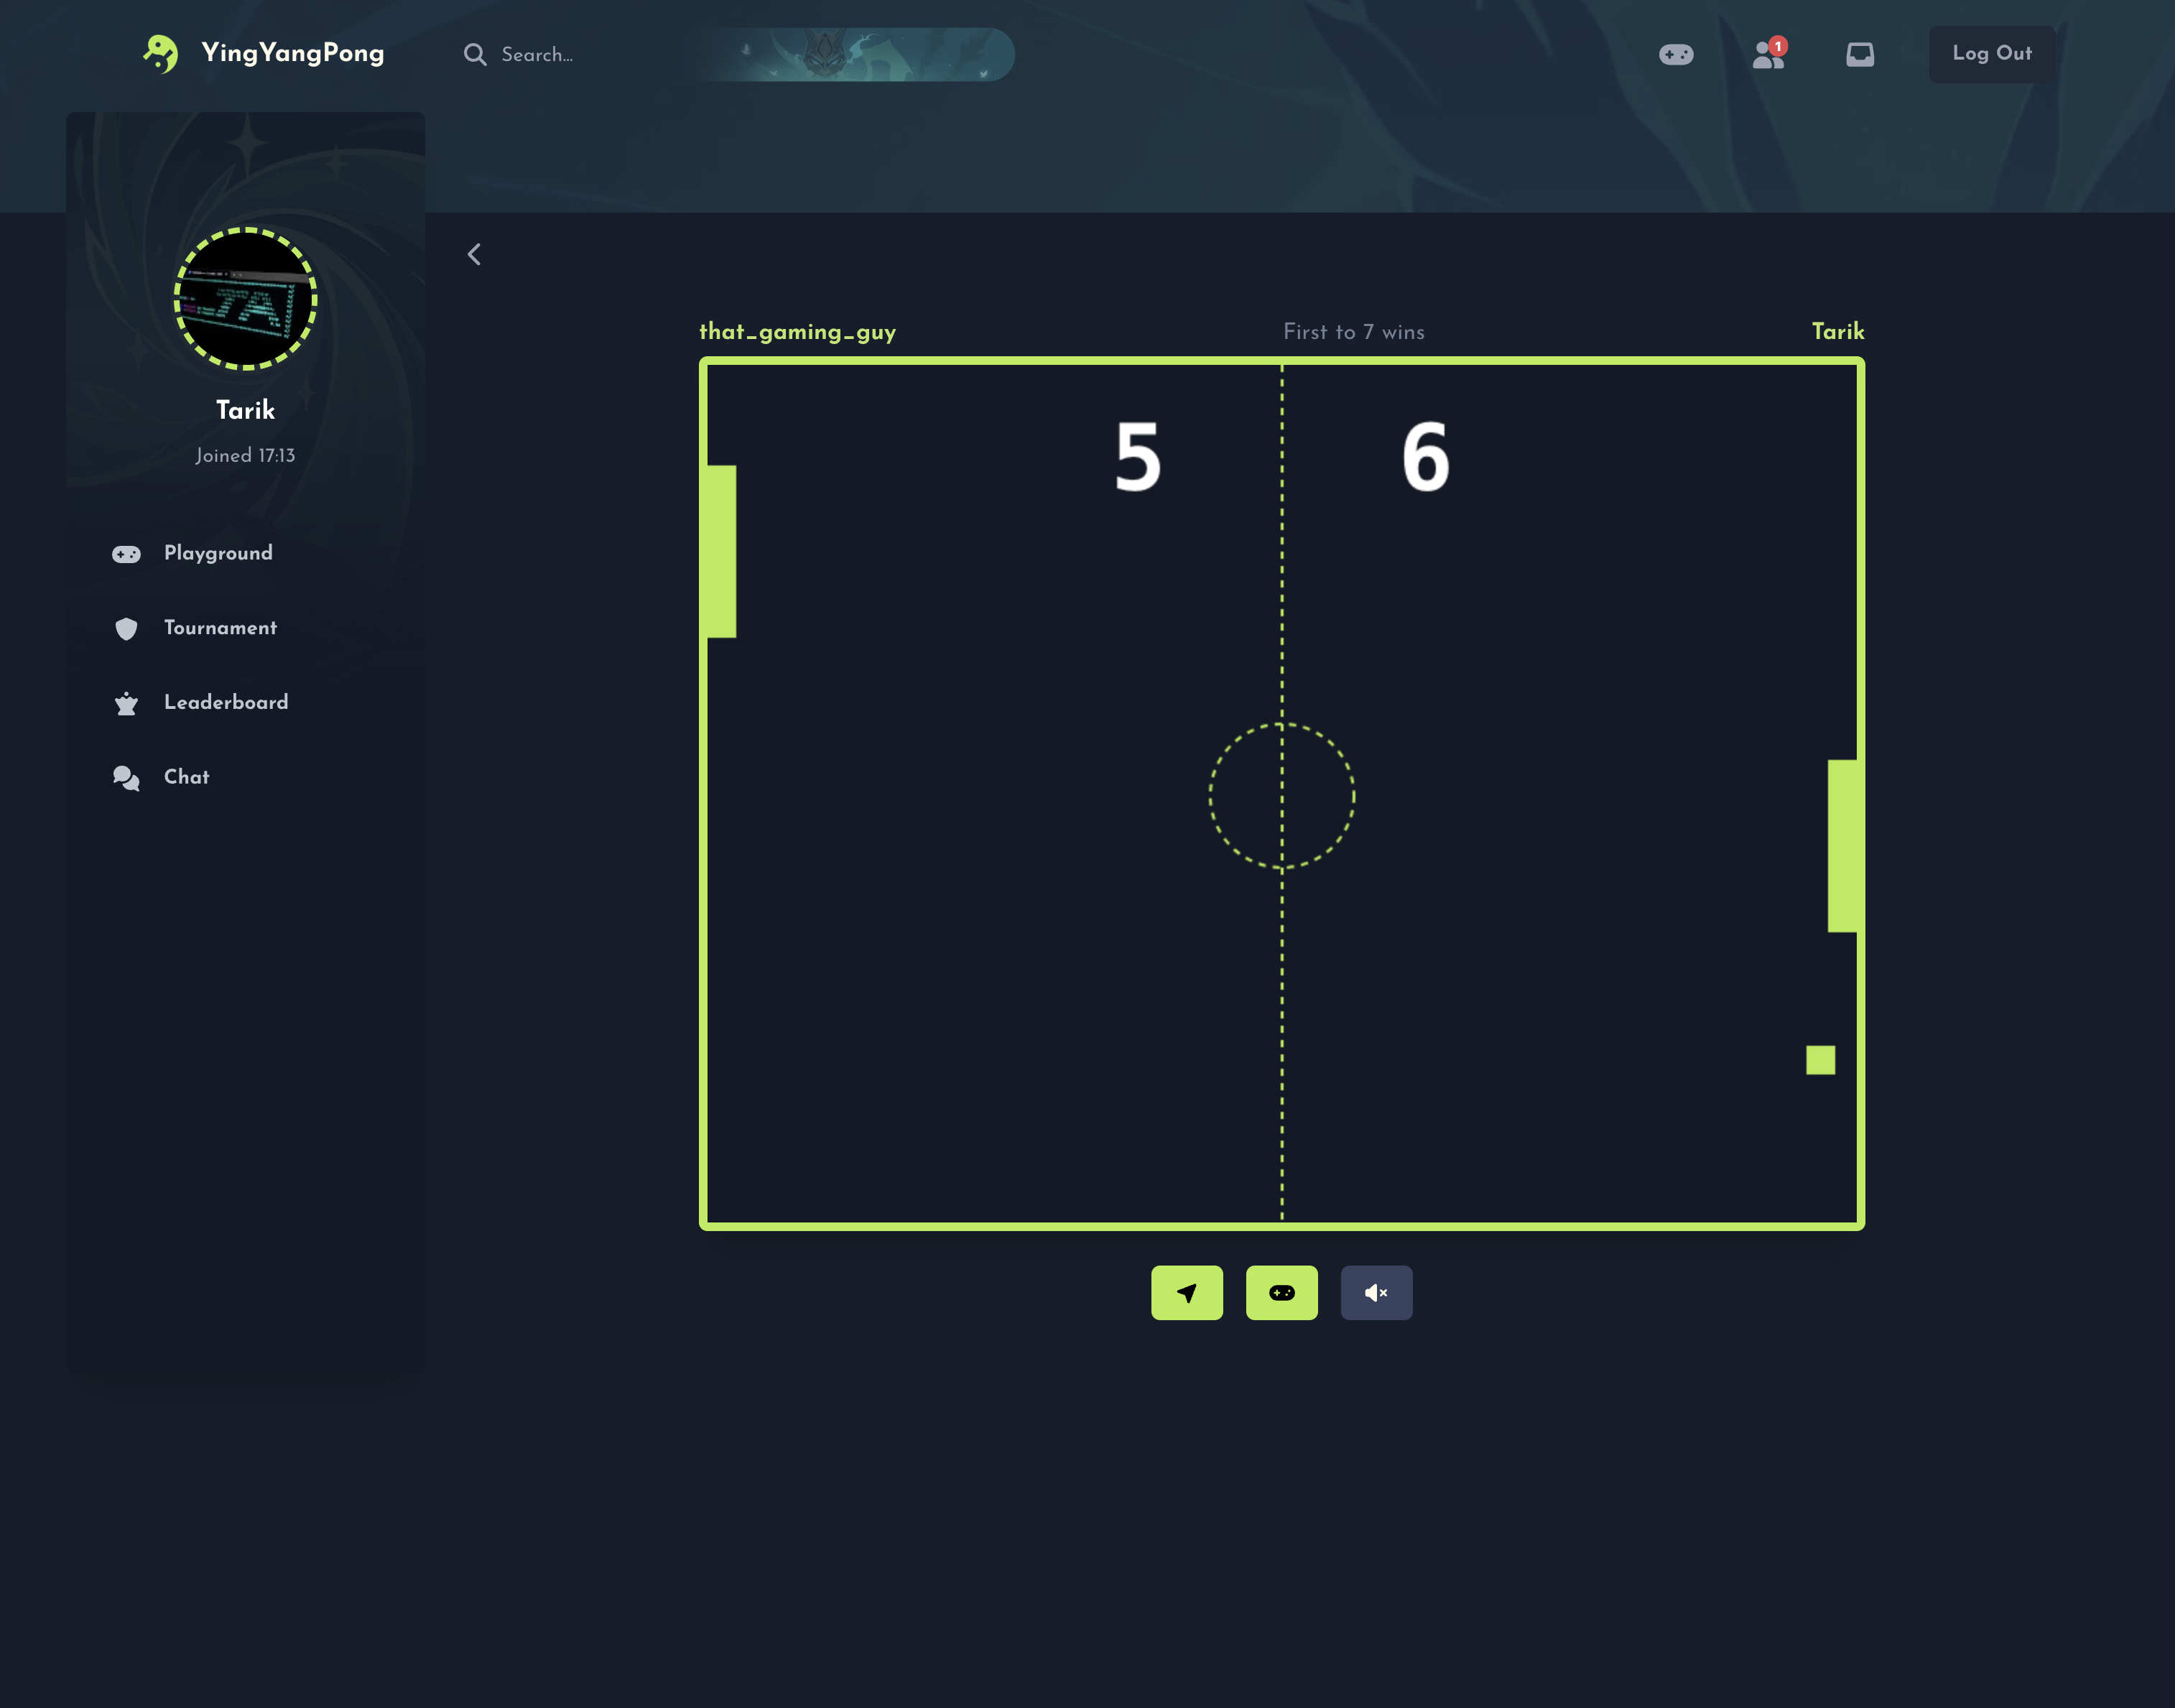 YingYangPong
Search...
1
Log Out
Tarik
Joined 17:13
Playground
Tournament
Leaderboard
Chat
that_gaming_guy
First to 7 wins
Tarik
5 6